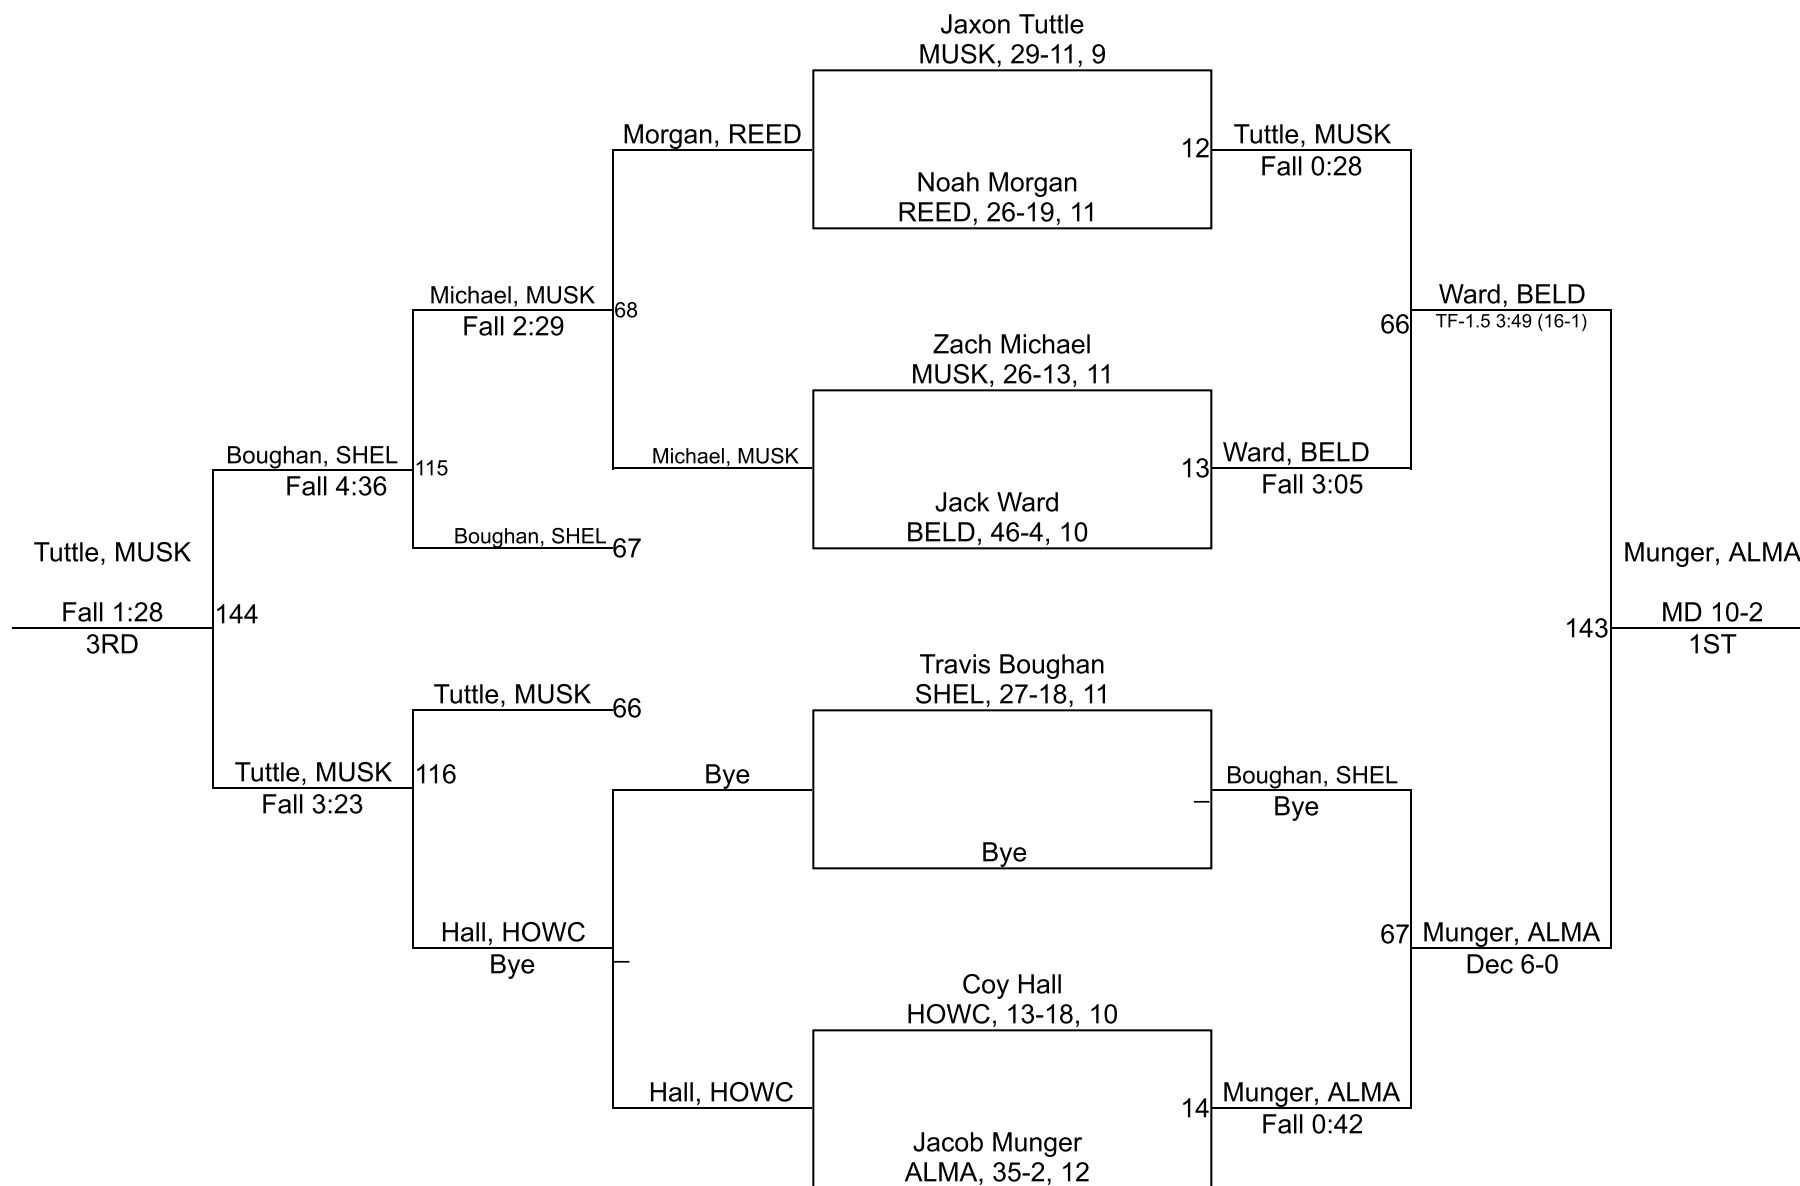 Jaxon Tuttle
MUSK, 29-11, 9
Morgan, REED
12
Tuttle, MUSK
Fall 0:28
Noah Morgan
REED, 26-19, 11
Michael, MUSK
Fall 2:29
68
66
Ward, BELD
TF-1.5 3:49 (16-1)
Zach Michael
MUSK, 26-13, 11
Boughan, SHEL
Fall 4:36
115
Michael, MUSK
13
Ward, BELD
Fall 3:05
Jack Ward
BELD, 46-4, 10
Boughan, SHEL
67
Tuttle, MUSK
Fall 1:28
3RD
144
Munger, ALMA
143
MD 10-2
1ST
Travis Boughan
SHEL, 27-18, 11
Tuttle, MUSK
66
Tuttle, MUSK
Fall 3:23
116
Bye
Boughan, SHEL
Bye
Bye
Hall, HOWC
Bye
67
Munger, ALMA
Dec 6-0
Coy Hall
HOWC, 13-18, 10
Hall, HOWC
14
Munger, ALMA
Fall 0:42
Jacob Munger
ALMA, 35-2, 12